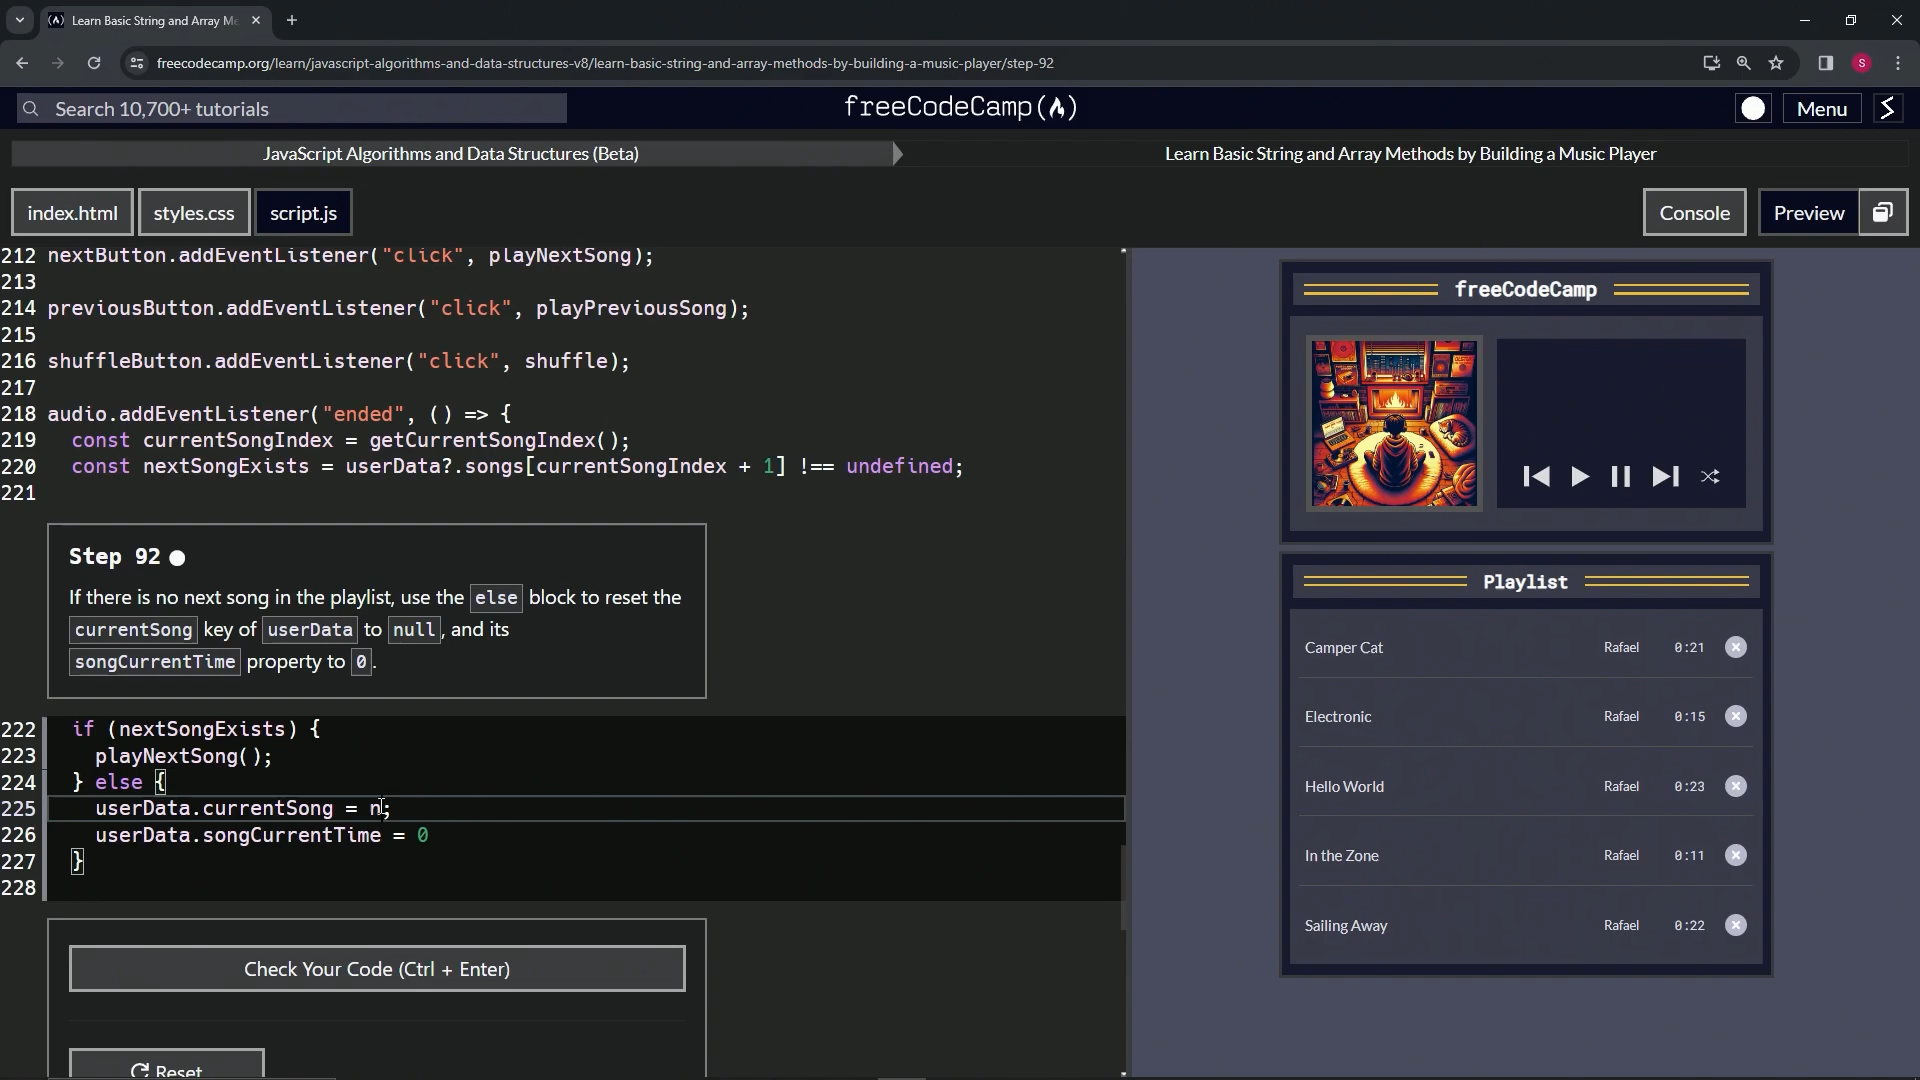 Learn Basic String and Array Me
freecodecamp.org/learn/javascript-algorithms-and-data-structures-v8/learn-basic-string-and-array-methods-by-building-a-music-player/step-92
S
Search 10,700+ tutorials
freeCodeCamp
Menu
JavaScript Algorithms and Data Structures (Beta)
Learn Basic String and Array Methods by Building a Music Player
index.html
styles.css
script.js
Console
Preview
212 nextButton.addEventListener("click", playNextSong);
213
214 previousButton.addEventListener("click", playPreviousSong);
215
216 shuffleButton.addEventListener("click", shuffle);
217
218 audio.addEventListener("ended", () => {
219   const currentSongIndex = getCurrentSongIndex();
220   const nextSongExists = userData?.songs[currentSongIndex + 1] !== undefined;
221
Step 92
If there is no next song in the playlist, use the else block to reset the
currentSong key of userData to null, and its
songCurrentTime property to 0.
222   if (nextSongExists) {
223     playNextSong();
224   } else {
225     userData.currentSong = n;
226     userData.songCurrentTime = 0
227   }
228
Check Your Code (Ctrl + Enter)
Reset
freeCodeCamp
Playlist
Camper Cat Rafael 0:21
Electronic Rafael 0:15
Hello World Rafael 0:23
In the Zone Rafael 0:11
Sailing Away Rafael 0:22